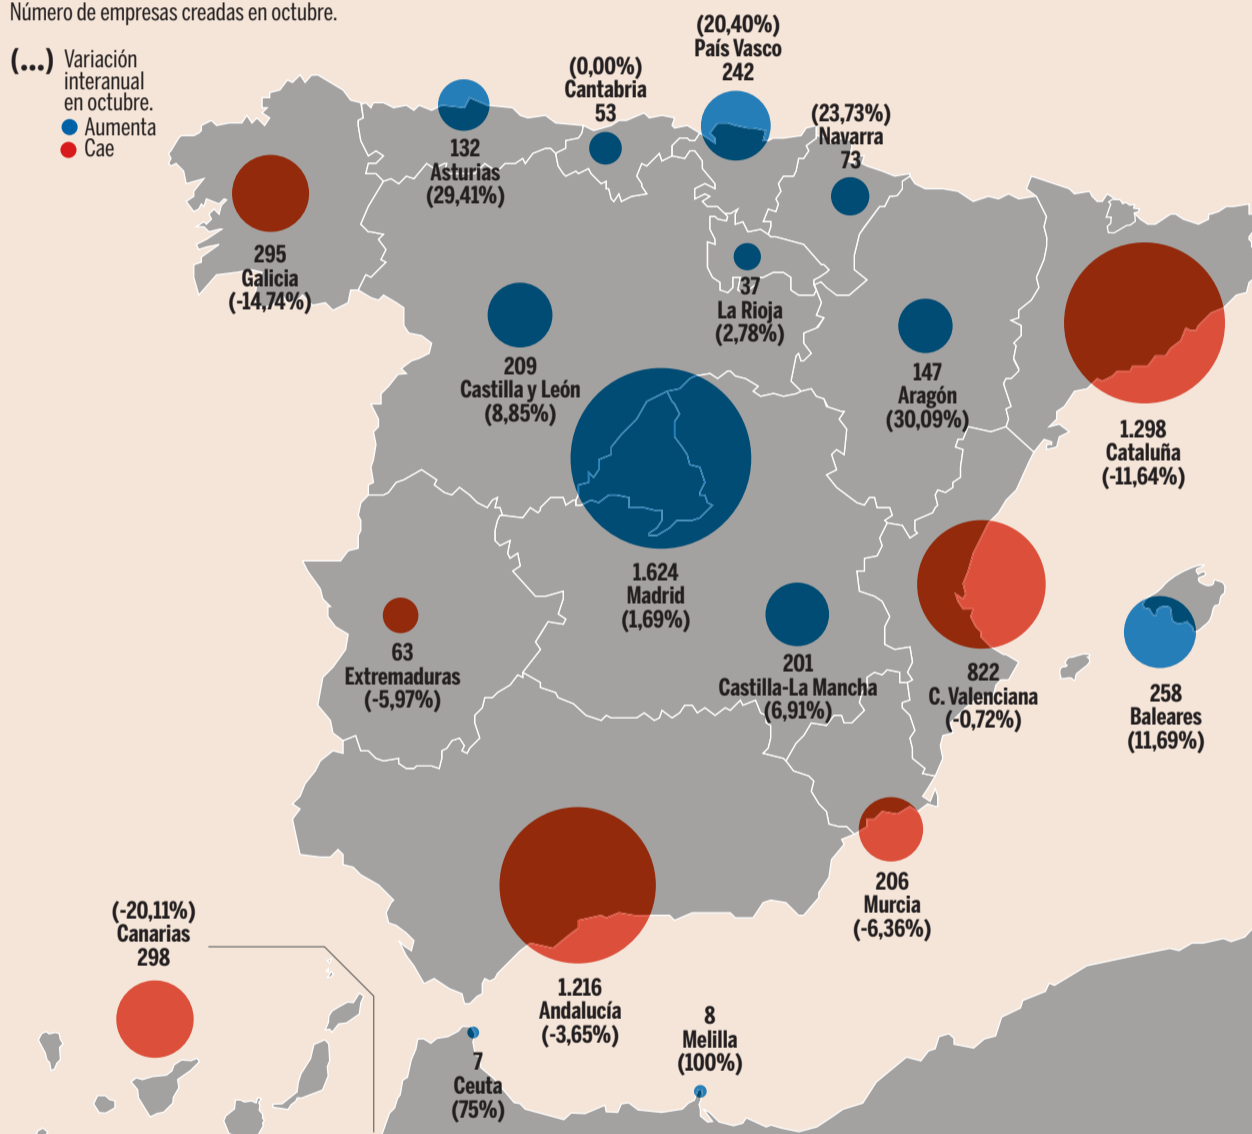 Número de empresas creadas en octubre.
(...) Variación
interanual
en octubre.
Aumenta
Cae
(20,40%)
País Vasco
242
(0,00%)
Cantabria
53
(23,73%)
Navarra
73
132
Asturias
(29,41%)
295
Galicia
(-14,74%)
37
La Rioja
(2,78%)
209
Castilla y León
(8,85%)
147
Aragón
(30,09%)
1.298
Cataluña
(-11,64%)
1.624
Madrid
(1,69%)
63
Extremaduras
(-5,97%)
201
Castilla-La Mancha
(6,91%)
822
C. Valenciana
(-0,72%)
258
Baleares
(11,69%)
206
Murcia
(-6,36%)
(-20,11%)
Canarias
298
1.216
Andalucía
(-3,65%)
8
Melilla
(100%)
7
Ceuta
(75%)